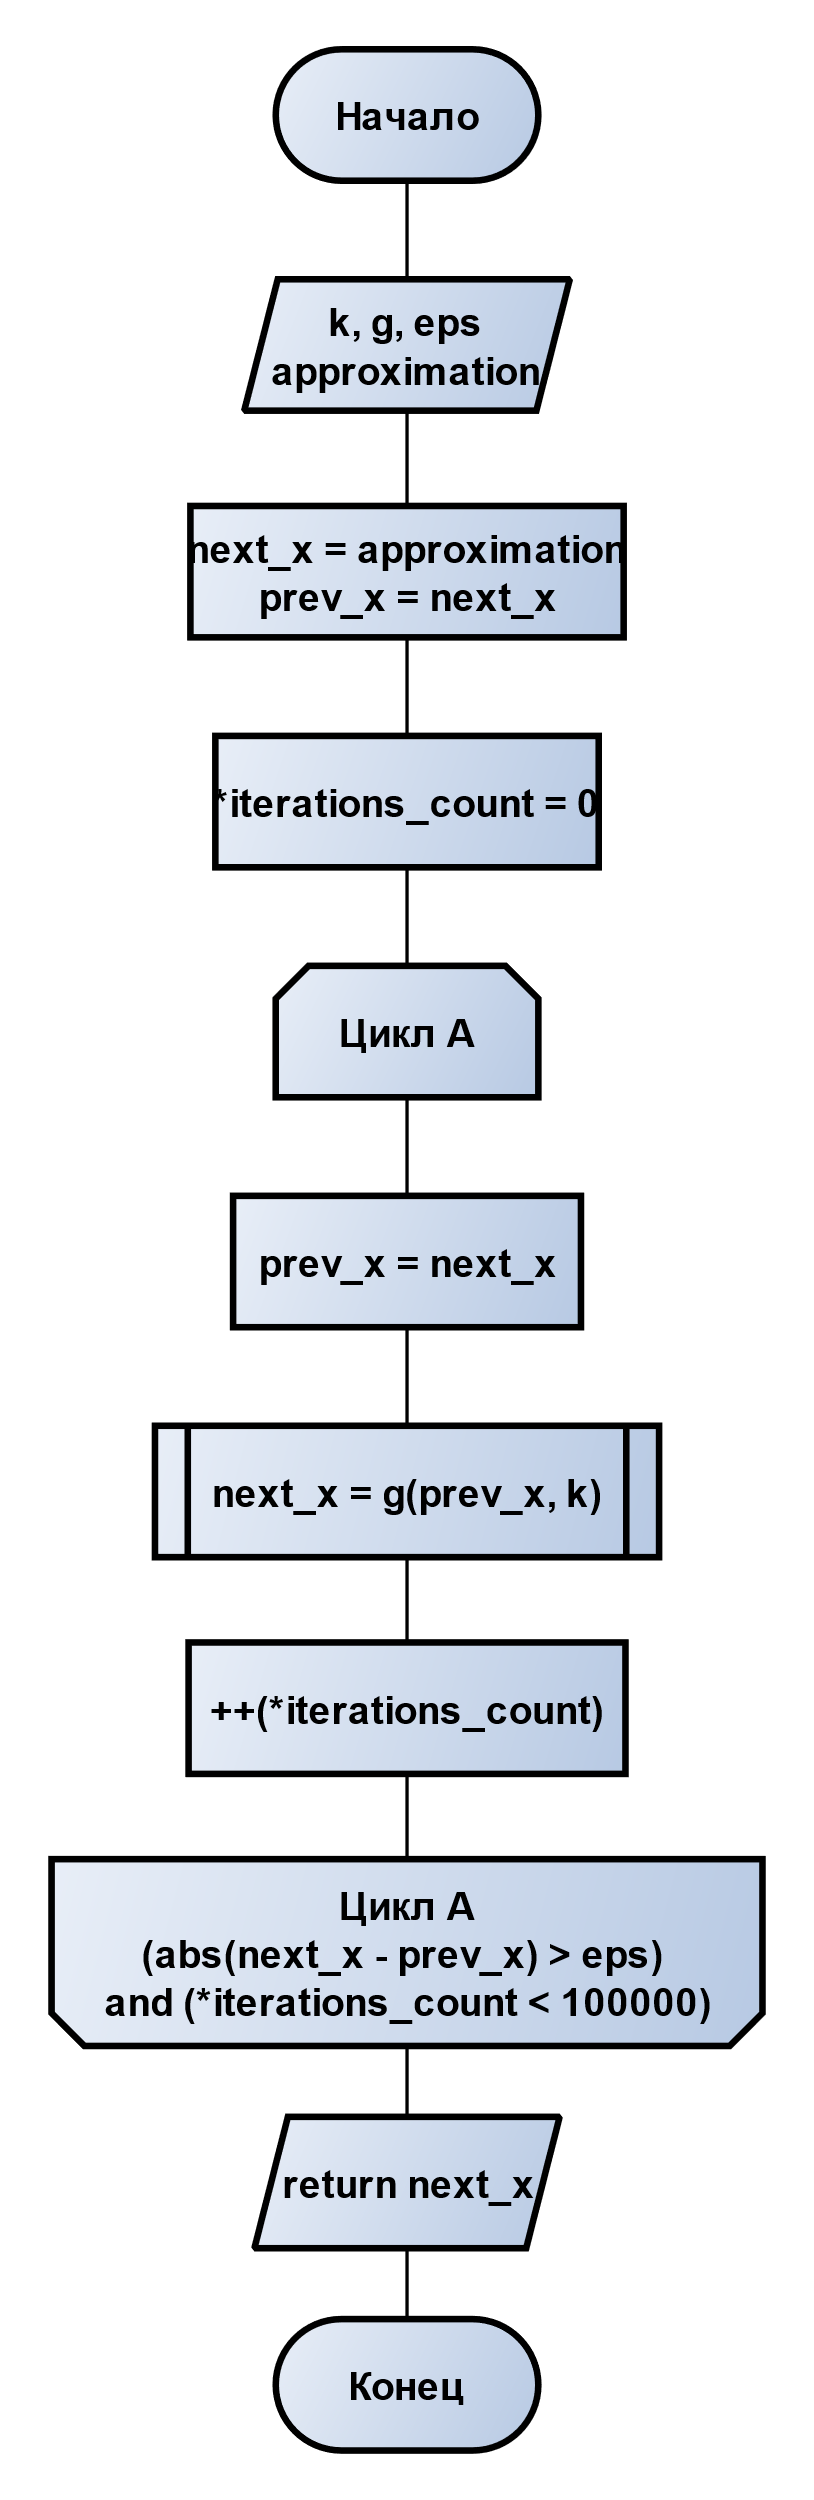 Начало
k, g, eps
approximation
next_x = approximation
prev_x = next_x
*iterations_count = 0
Цикл А
prev_x = next_x
next_x = g(prev_x, k)
++(*iterations_count)
Цикл А
(abs(next_x - prev_x) > eps)
and (*iterations_count < 100000)
return next_x
Конец